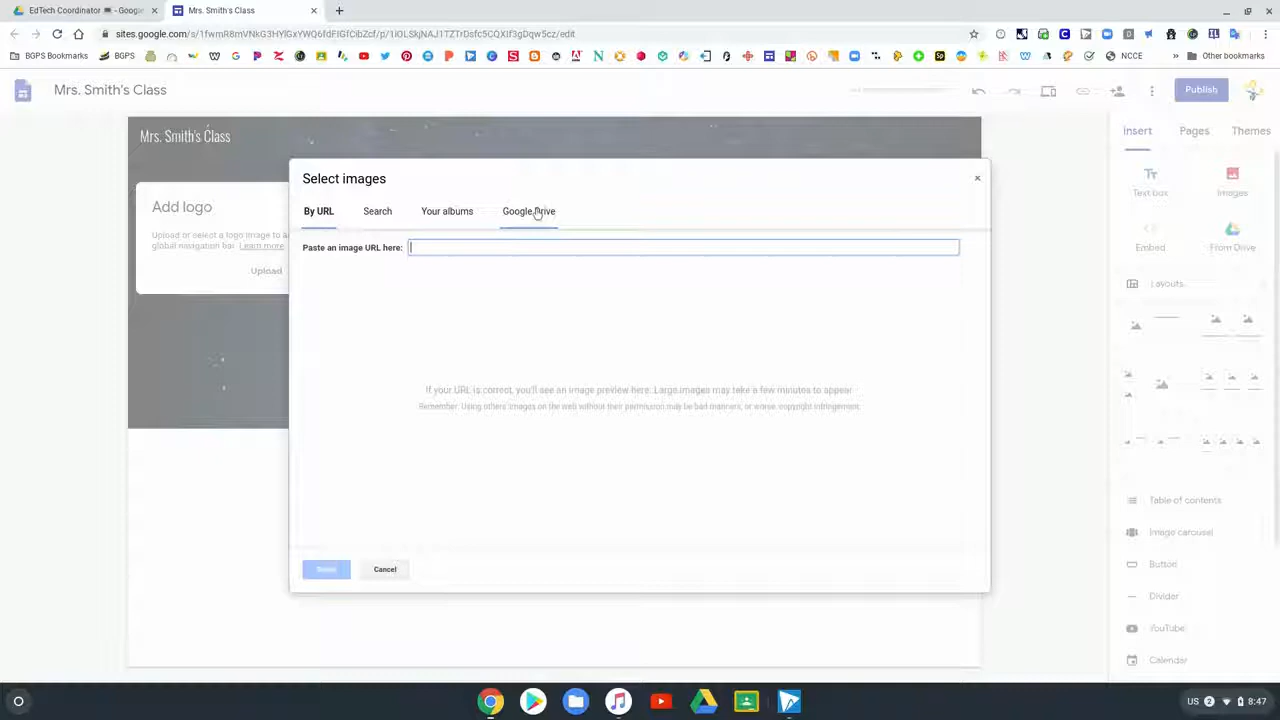 EdTech Coordinator
- Google
Mrs. Smith's Class
sites.google.com/s/1fwmR8mVNkG3HYlGxYWQ6fdFIGfCibZcf/p/1kOLSkjNAJ1TZTrDsfc5CQXIf3gDqw5cz/edit
BGPS Bookmarks
BGPS
NCCE
»
Other bookmarks
Mrs. Smith's Class
Publish
Insert
Pages
Themes
Mrs. Smith's Class
Select images
Add logo
By URL
Search
Your albums
Google Drive
Text box
Images
Upload or select a logo image to a
global navigation bar. Learn more
Paste an image URL here:
Embed
From Drive
Upload
Layouts
If your URL is correct, you'll see an image preview here. Large images may take a few minutes to appear
Remember: Using others' images on the web without their permission may be bad manners, or worse, copyright infringement.
Table of contents
Image carousel
Cancel
Button
Divider
YouTube
Calendar
US
2
8:47